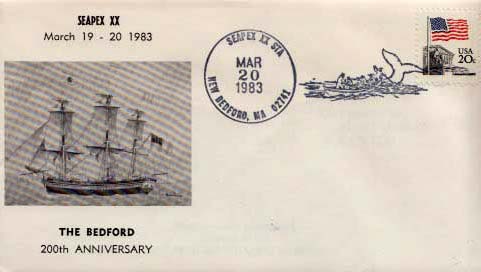 SEAPEX XX
March 19 - 20 1983
THE BEDFORD
200th ANNIVERSARY
SEAPEX XX STA
MAR
20
1983
NEW BEDFORD, MA 02741
USA
20c